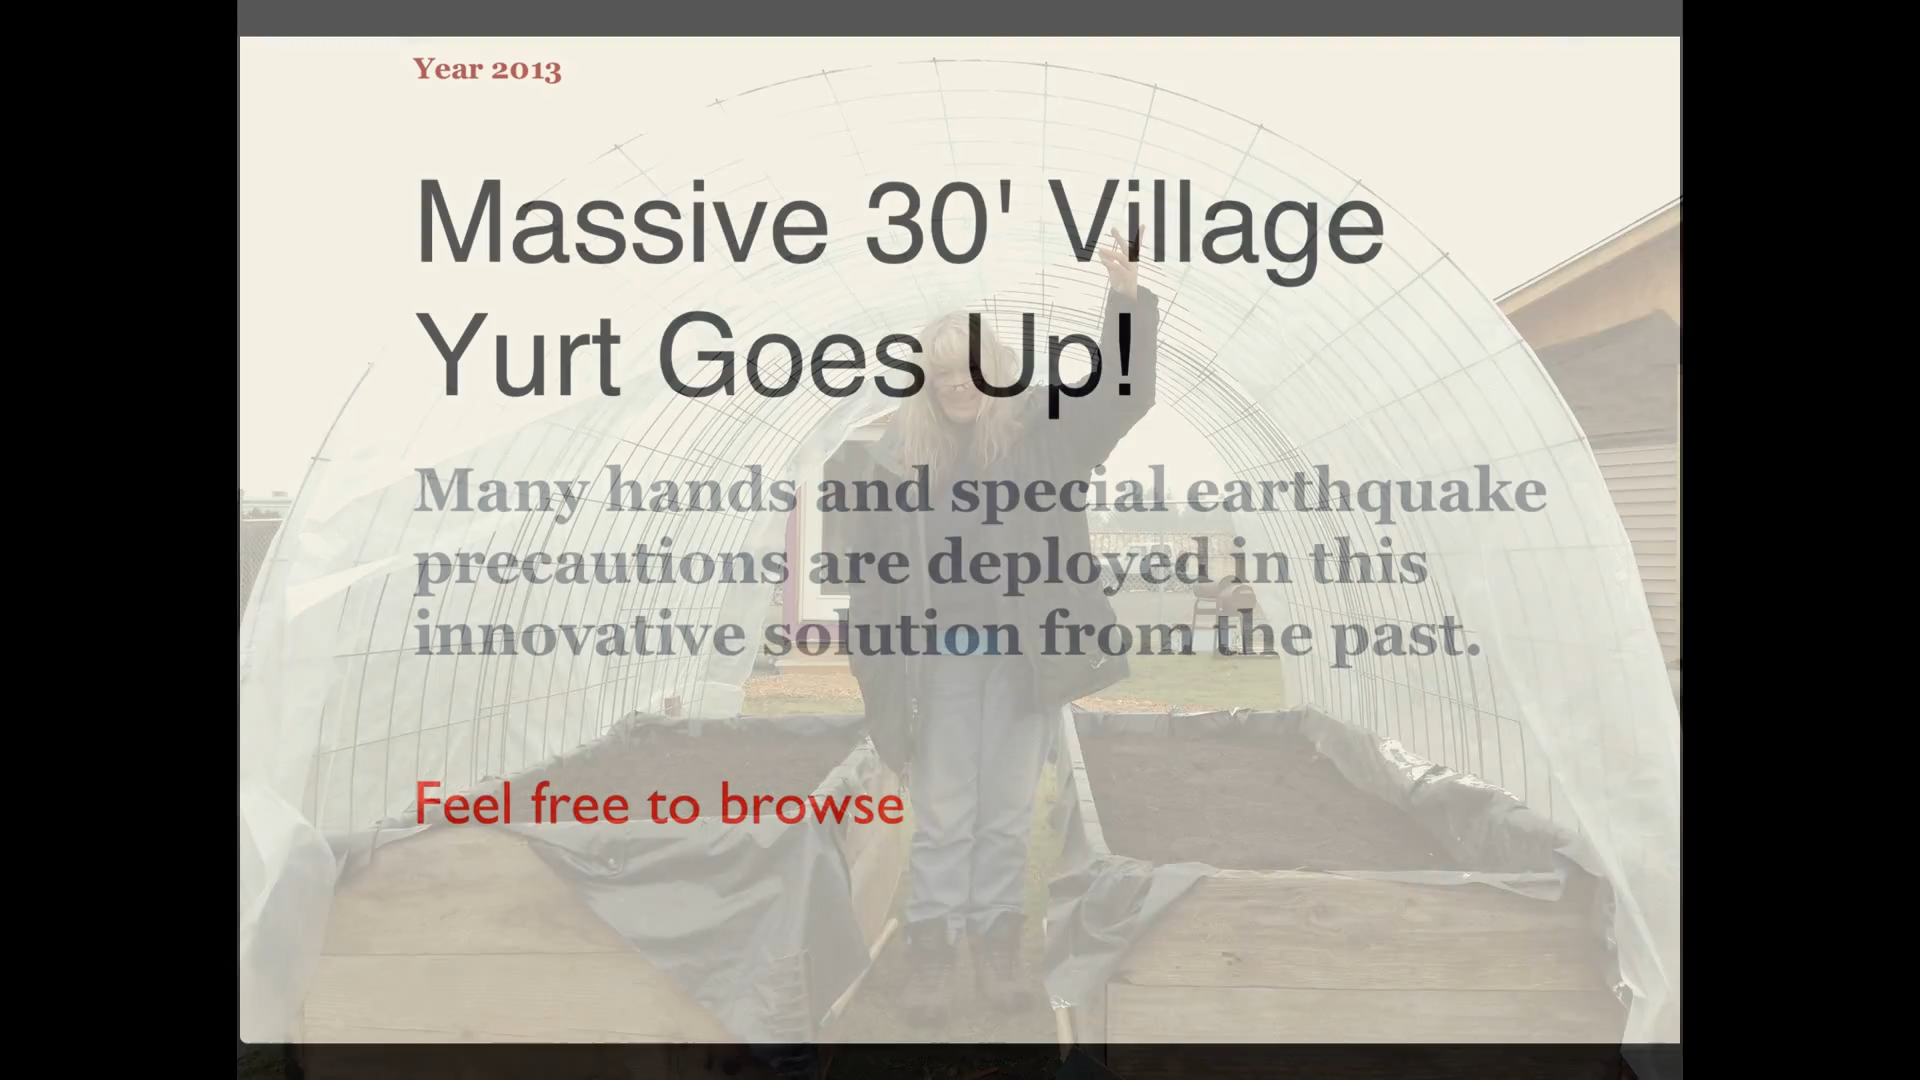 Year 2013
Massive 30' Village
Yurt Goes Up!
Many hands and special earthquake
precautions are deployed in this
innovative solution from the past.
Feel free to browse